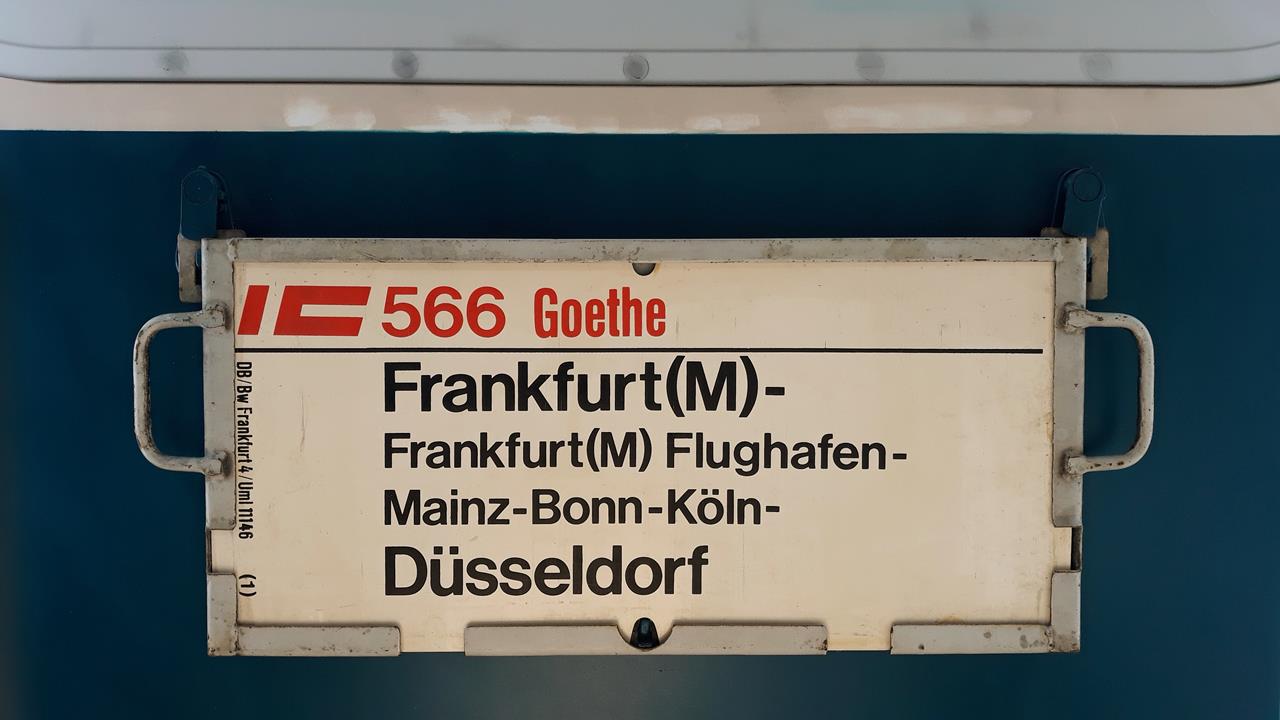 IC 566 Goethe
Frankfurt(M)-
Frankfurt(M) Flughafen-
Mainz-Bonn-Köln-
Düsseldorf
DB/Bw Frankfurt 4/Uml 11146 (1)